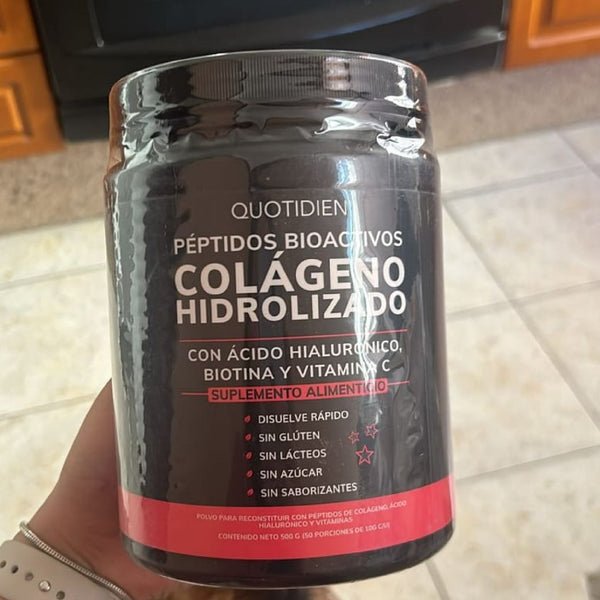 QUOTIDIEN
PÉPTIDOS BIOACTIVOS
COLÁGENO
HIDROLIZADO
CON ÁCIDO HIALURÓNICO,
BIOTINA Y VITAMINA C
SUPLEMENTO ALIMENTICIO
DISUELVE RÁPIDO
SIN GLÚTEN
SIN LÁCTEOS
SIN AZÚCAR
SIN SABORIZANTES
POLVO PARA RECONSTITUIR CON PÉPTIDOS DE COLÁGENO, ÁCIDO
HIALURÓNICO Y VITAMINAS
CONTENIDO NETO 500 G (50 PORCIONES DE 10G C/U)